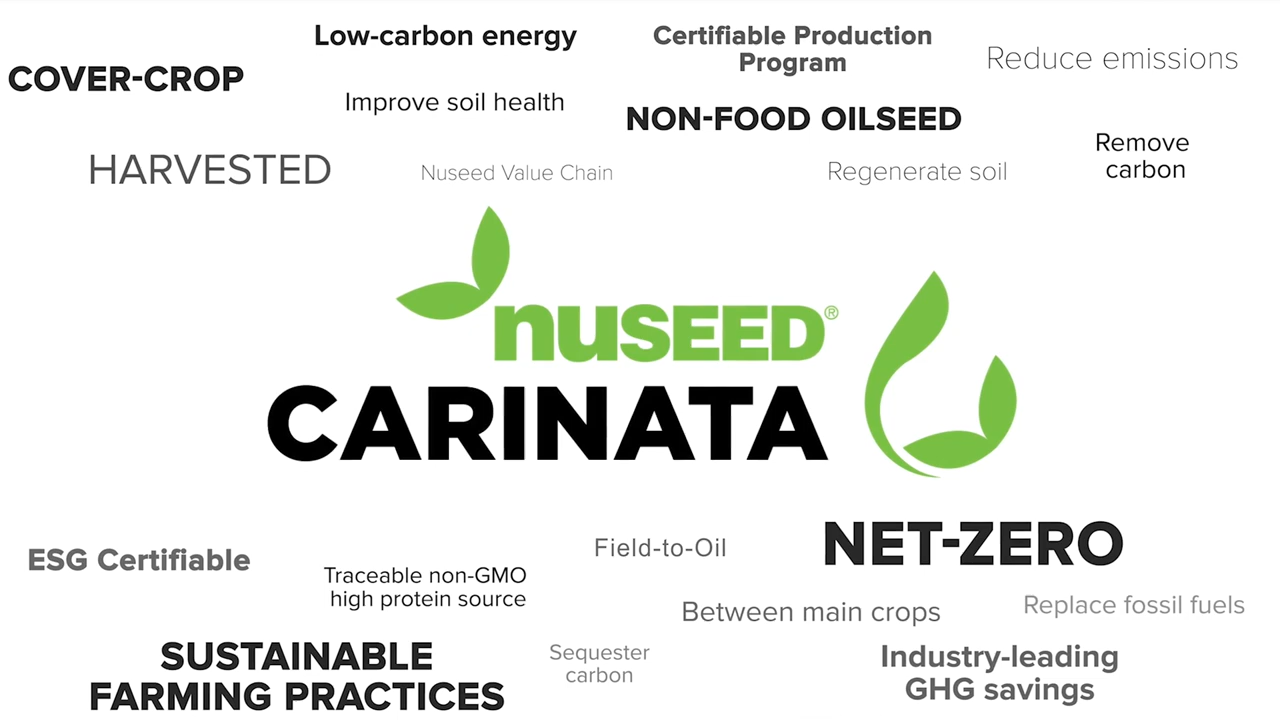 Low-carbon energy
Certifiable Production
Program
Reduce emissions
COVER-CROP
Improve soil health
NON-FOOD OILSEED
Remove
carbon
HARVESTED
Nuseed Value Chain
Regenerate soil
nuSEED®
CARINATA
NET-ZERO
ESG Certifiable
Field-to-Oil
Traceable non-GMO
high protein source
Between main crops
Replace fossil fuels
SUSTAINABLE
FARMING PRACTICES
Sequester
carbon
Industry-leading
GHG savings